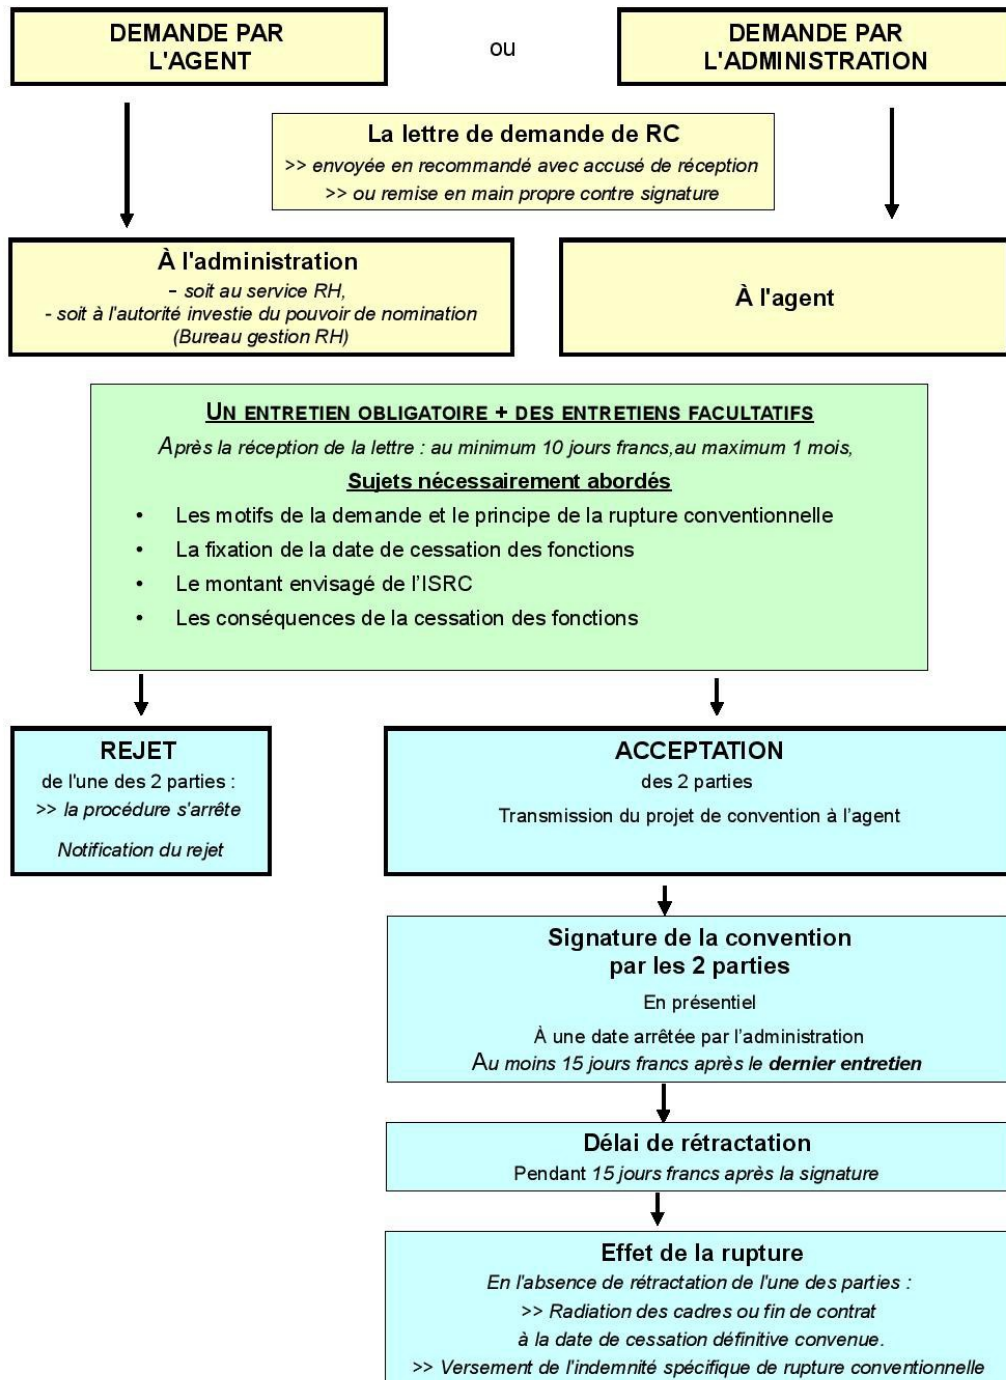 DEMANDE PAR
L'AGENT
ou
DEMANDE PAR
L'ADMINISTRATION
La lettre de demande de RC
>> envoyée en recommandé avec accusé de réception
>> ou remise en main propre contre signature
À l'administration
- soit au service RH,
- soit à l'autorité investie du pouvoir de nomination
(Bureau gestion RH)
À l'agent
UN ENTRETIEN OBLIGATOIRE + DES ENTRETIENS FACULTATIFS
Après la réception de la lettre : au minimum 10 jours francs,au maximum 1 mois,
Sujets nécessairement abordés
• Les motifs de la demande et le principe de la rupture conventionnelle
• La fixation de la date de cessation des fonctions
• Le montant envisagé de l'ISRC
• Les conséquences de la cessation des fonctions
REJET
de l'une des 2 parties :
>> la procédure s'arrête
Notification du rejet
ACCEPTATION
des 2 parties
Transmission du projet de convention à l'agent
Signature de la convention
par les 2 parties
En présentiel
À une date arrêtée par l'administration
Au moins 15 jours francs après le dernier entretien
Délai de rétractation
Pendant 15 jours francs après la signature
Effet de la rupture
En l'absence de rétractation de l'une des parties :
>> Radiation des cadres ou fin de contrat
à la date de cessation définitive convenue.
>> Versement de l'indemnité spécifique de rupture conventionnelle